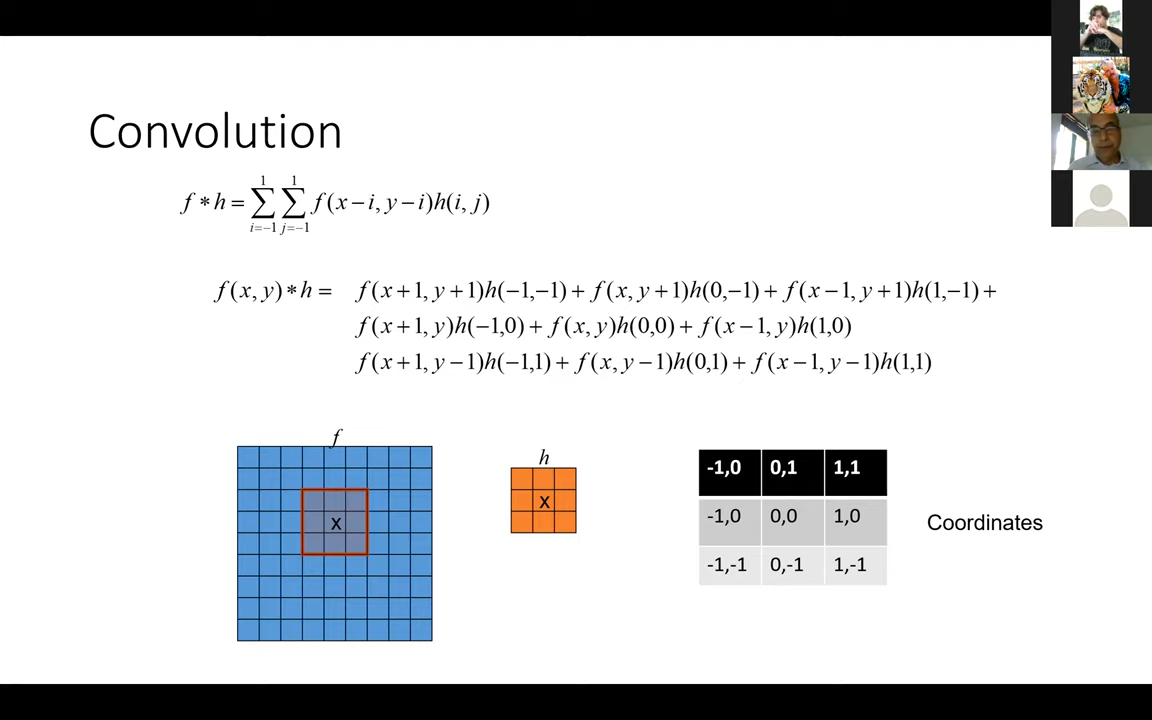 Convolution
f * h = \sum_{i=-1}^{1} \sum_{j=-1}^{1} f(x-i, y-i)h(i, j)
f(x, y) * h = f(x+1, y+1)h(-1,-1) + f(x, y+1)h(0,-1) + f(x-1, y+1)h(1,-1) +
f(x+1, y)h(-1,0) + f(x, y)h(0,0) + f(x-1, y)h(1,0)
f(x+1, y-1)h(-1,1) + f(x, y-1)h(0,1) + f(x-1, y-1)h(1,1)
f
x
h
x
-1,0 0,1 1,1
-1,0 0,0 1,0
-1,-1 0,-1 1,-1
Coordinates